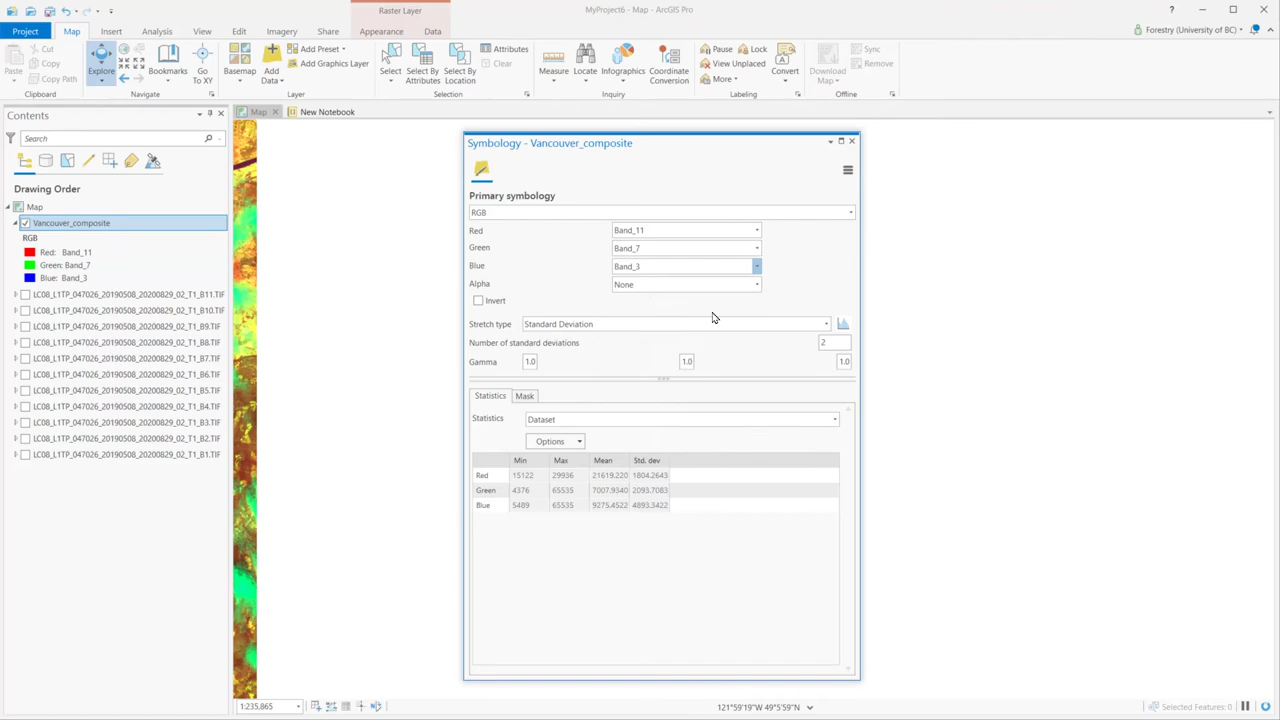 Raster Layer
MyProject6 - Map - ArcGIS Pro
Project Map Insert Analysis View Edit Imagery Share Appearance Data
Forestry (University of BC)
Paste
Cut
Copy
Copy Path
Clipboard
Explore
Bookmarks
Go To XY
Navigate
Basemap
Add Data
Add Preset
Add Graphics Layer
Layer
Select
Select By Attributes
Select By Location
Attributes
Clear
Selection
Measure
Locate
Infographics
Coordinate Conversion
Inquiry
Pause
Lock
View Unplaced
More
Convert
Labeling
Download Map
Sync
Remove
Offline
Contents
Search
Drawing Order
Map
Vancouver_composite
RGB
Red: Band_11
Green: Band_7
Blue: Band_3
LC08_L1TP_047026_20190508_20200829_02_T1_B11.TIF
LC08_L1TP_047026_20190508_20200829_02_T1_B10.TIF
LC08_L1TP_047026_20190508_20200829_02_T1_B9.TIF
LC08_L1TP_047026_20190508_20200829_02_T1_B8.TIF
LC08_L1TP_047026_20190508_20200829_02_T1_B7.TIF
LC08_L1TP_047026_20190508_20200829_02_T1_B6.TIF
LC08_L1TP_047026_20190508_20200829_02_T1_B5.TIF
LC08_L1TP_047026_20190508_20200829_02_T1_B4.TIF
LC08_L1TP_047026_20190508_20200829_02_T1_B3.TIF
LC08_L1TP_047026_20190508_20200829_02_T1_B2.TIF
LC08_L1TP_047026_20190508_20200829_02_T1_B1.TIF
Map New Notebook
Symbology - Vancouver_composite
Primary symbology
RGB
Red Band_11
Green Band_7
Blue Band_3
Alpha None
Invert
Stretch type Standard Deviation
Number of standard deviations 2
Gamma 1.0 1.0 1.0
Statistics Mask
Statistics Dataset
Options
Min Max Mean Std. dev
Red 15122 29936 21619.220 1804.2643
Green 4376 65535 7007.9340 2093.7083
Blue 5489 65535 9275.4522 4893.3422
1:235,865
121°59'19"W 49°5'59"N
Selected Features: 0